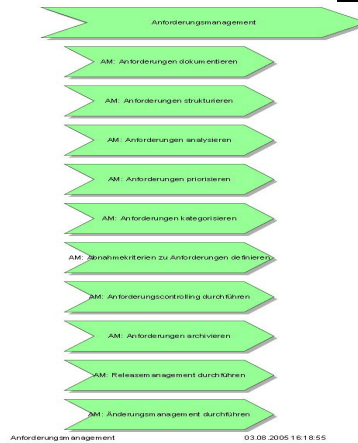 Anforderungsmanagement
AM: Anforderungen dokumentieren
AM: Anforderungen strukturieren
AM: Anforderungen analysieren
AM: Anforderungen priorisieren
AM: Anforderungen kategorisieren
AM: Abnahmekriterien zu Anforderungen definieren
AM: Anforderungscontrolling durchführen
AM: Anforderungen archivieren
AM: Releasemanagement durchführen
AM: Änderungsmanagement durchführen
Anforderungsmanagement 03.08.2005 16:18:55